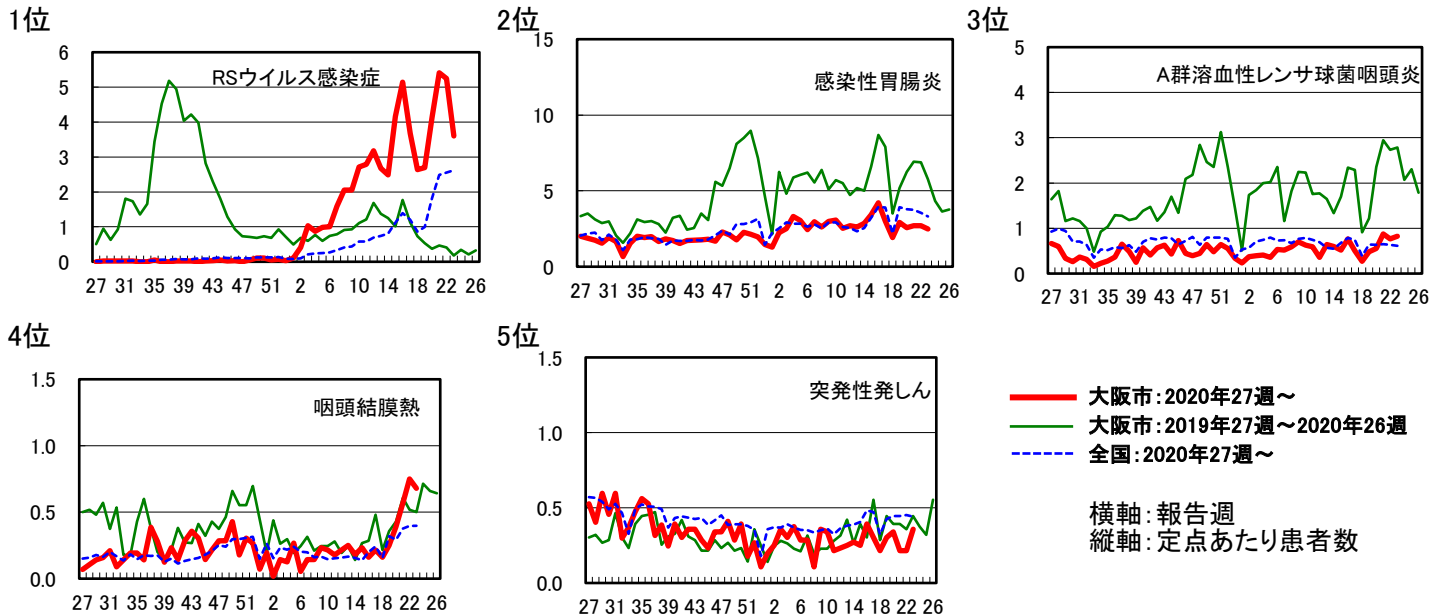 1位
6
5
4
3
2
1
0
RSウイルス感染症
27 31 35 39 43 47 51 2 6 10 14 18 22 26
2位
15
10
5
0
感染性胃腸炎
27 31 35 39 43 47 51 2 6 10 14 18 22 26
3位
5
4
3
2
1
0
A群溶血性レンサ球菌咽頭炎
27 31 35 39 43 47 51 2 6 10 14 18 22 26
4位
1.5
1.0
0.5
0.0
咽頭結膜熱
27 31 35 39 43 47 51 2 6 10 14 18 22 26
5位
1.5
1.0
0.5
0.0
突発性発しん
27 31 35 39 43 47 51 2 6 10 14 18 22 26
大阪市：2020年27週～
大阪市：2019年27週～2020年26週
全国：2020年27週～
横軸：報告週
縦軸：定点あたり患者数